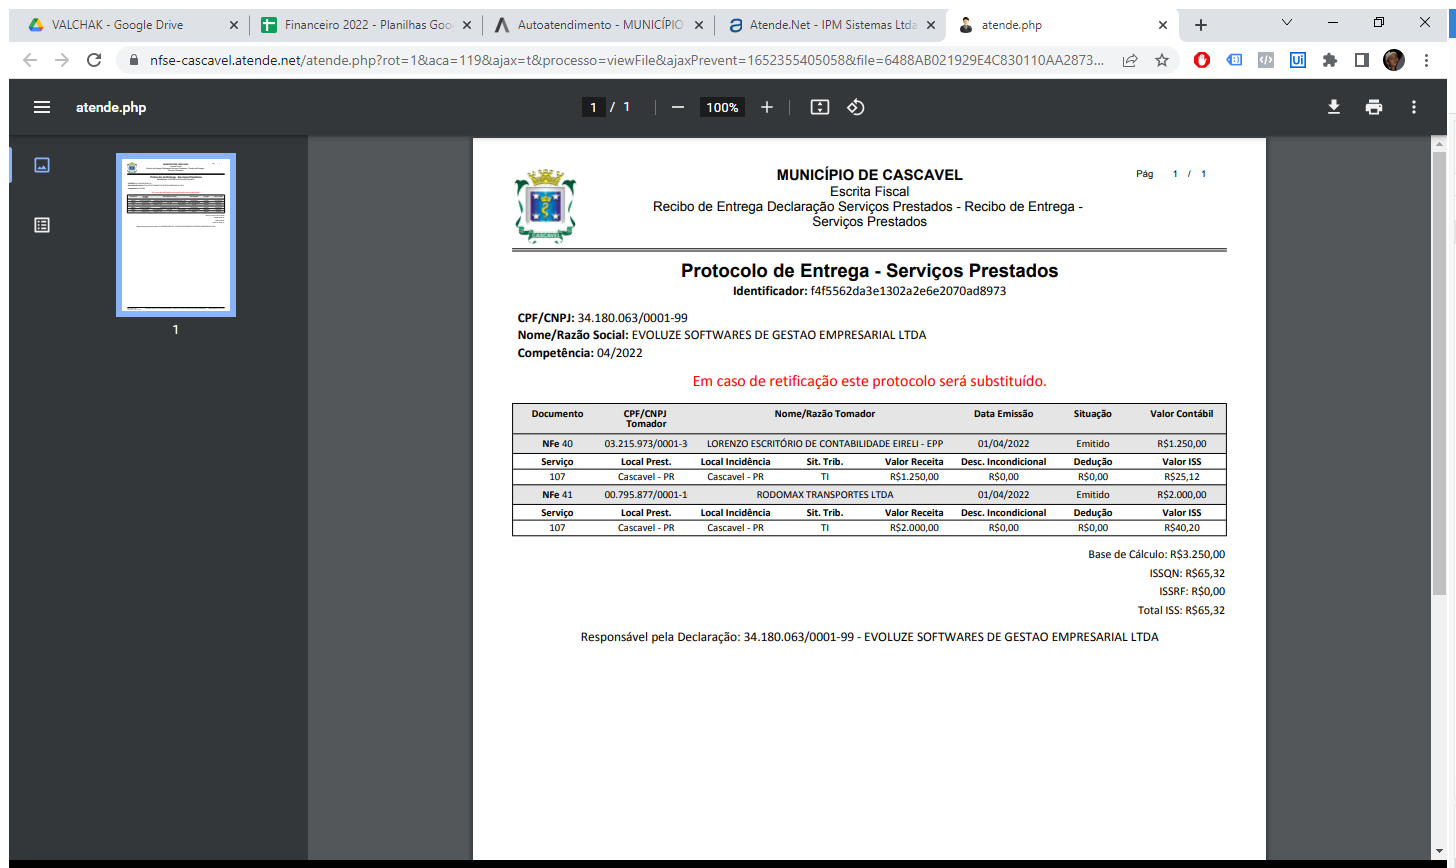 VALCHAK - Google Drive
Financeiro 2022 - Planilhas Goo
Autoatendimento - MUNICÍPIO
Atende.Net - IPM Sistemas Ltda
atende.php
nfse-cascavel.atende.net/atende.php?rot=1&aca=119&ajax=t&processo=viewFile&ajaxPrevent=1652355405058&file=6488AB021929E4C830110AA2873...
atende.php
1 / 1
100%
1
MUNICÍPIO DE CASCAVEL
Pág 1 / 1
Escrita Fiscal
Recibo de Entrega Declaração Serviços Prestados - Recibo de Entrega -
Serviços Prestados
CASCAVEL
Protocolo de Entrega - Serviços Prestados
Identificador: f4f5562da3e1302a2e6e2070ad8973
CPF/CNPJ: 34.180.063/0001-99
Nome/Razão Social: EVOLUZE SOFTWARES DE GESTAO EMPRESARIAL LTDA
Competência: 04/2022
Em caso de retificação este protocolo será substituído.
Documento CPF/CNPJ Tomador Nome/Razão Tomador Data Emissão Situação Valor Contábil
NFe 40 03.215.973/0001-3 LORENZO ESCRITÓRIO DE CONTABILIDADE EIRELI - EPP 01/04/2022 Emitido R$1.250,00
Serviço Local Prest. Local Incidência Sit. Trib. Valor Receita Desc. Incondicional Dedução Valor ISS
107 Cascavel - PR Cascavel - PR TI R$1.250,00 R$0,00 R$0,00 R$25,12
NFe 41 00.795.877/0001-1 RODOMAX TRANSPORTES LTDA 01/04/2022 Emitido R$2.000,00
Serviço Local Prest. Local Incidência Sit. Trib. Valor Receita Desc. Incondicional Dedução Valor ISS
107 Cascavel - PR Cascavel - PR TI R$2.000,00 R$0,00 R$0,00 R$40,20
Base de Cálculo: R$3.250,00
ISSQN: R$65,32
ISSRF: R$0,00
Total ISS: R$65,32
Responsável pela Declaração: 34.180.063/0001-99 - EVOLUZE SOFTWARES DE GESTAO EMPRESARIAL LTDA